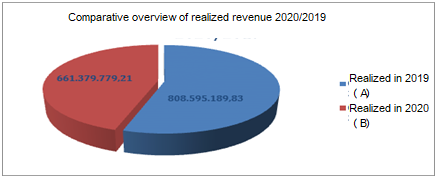 Comparative overview of realized revenue 2020/2019
661.379.779,21
808.595.189,83
Realized in 2019
( A)
Realized in 2020
( B)